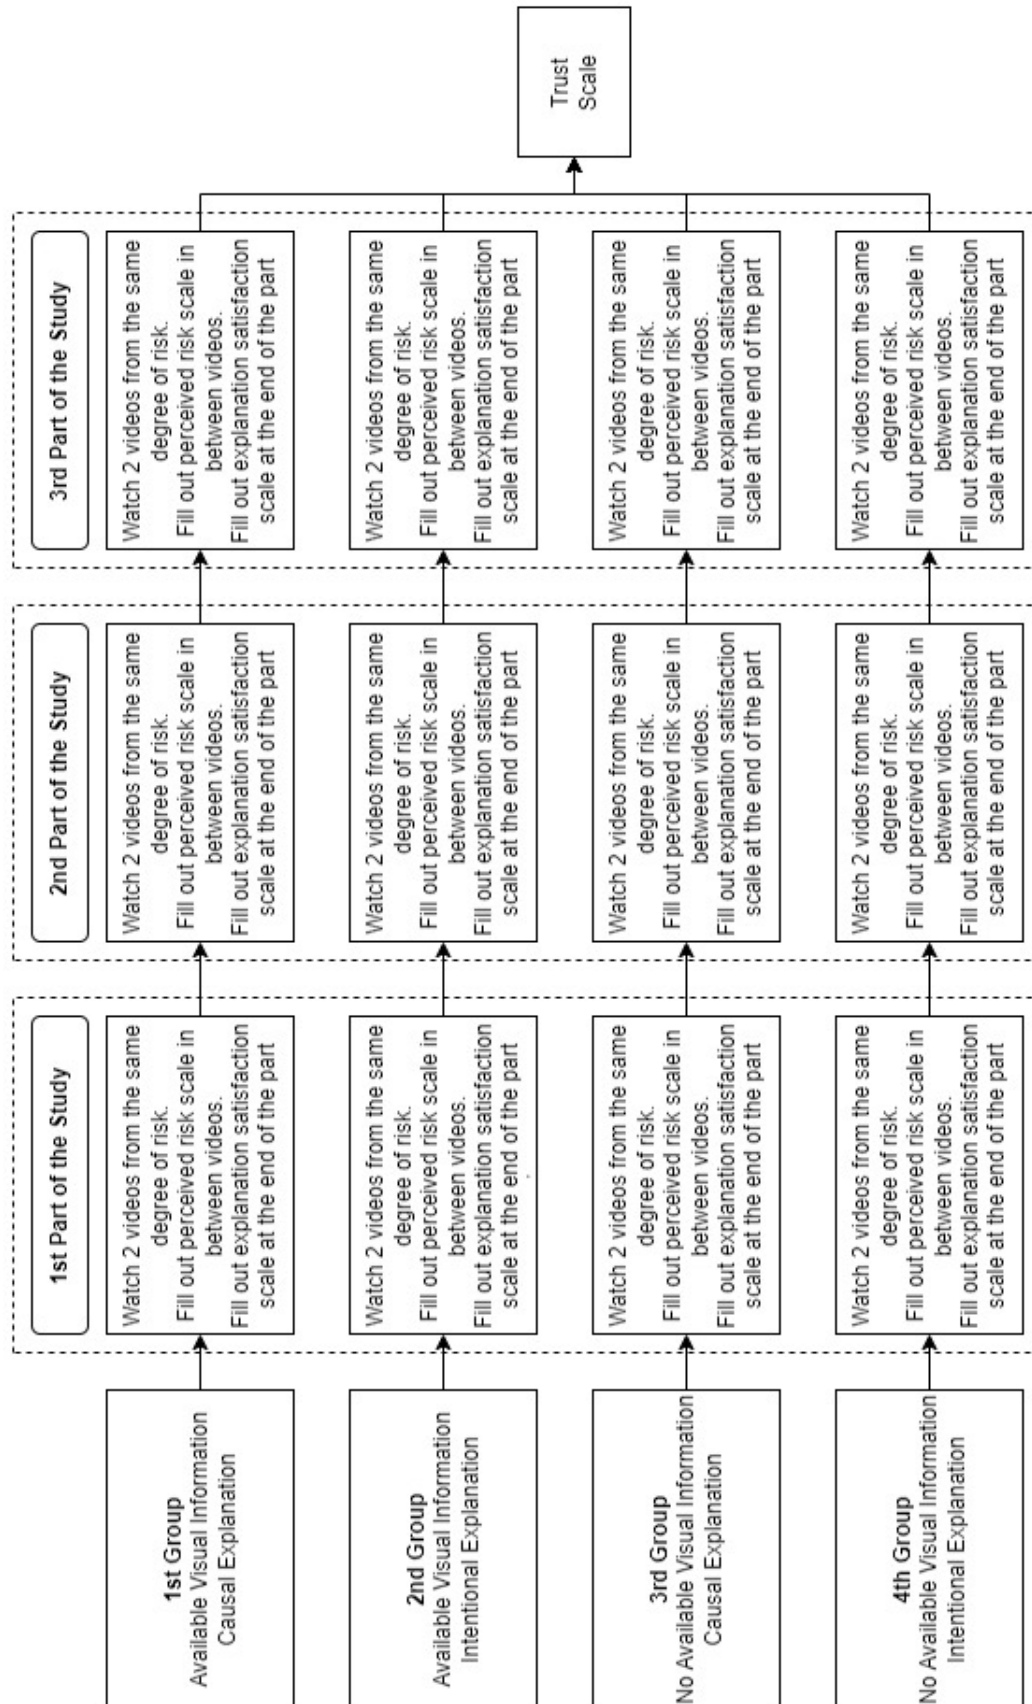 1st Part of the Study
2nd Part of the Study
3rd Part of the Study
1st Group
Available Visual Information
Causal Explanation
Watch 2 videos from the same
degree of risk.
Fill out perceived risk scale in
between videos.
Fill out explanation satisfaction
scale at the end of the part
Watch 2 videos from the same
degree of risk.
Fill out perceived risk scale in
between videos.
Fill out explanation satisfaction
scale at the end of the part
Watch 2 videos from the same
degree of risk.
Fill out perceived risk scale in
between videos.
Fill out explanation satisfaction
scale at the end of the part
2nd Group
Available Visual Information
Intentional Explanation
Watch 2 videos from the same
degree of risk.
Fill out perceived risk scale in
between videos.
Fill out explanation satisfaction
scale at the end of the part
Watch 2 videos from the same
degree of risk.
Fill out perceived risk scale in
between videos.
Fill out explanation satisfaction
scale at the end of the part
Watch 2 videos from the same
degree of risk.
Fill out perceived risk scale in
between videos.
Fill out explanation satisfaction
scale at the end of the part
Trust
Scale
3rd Group
No Available Visual Information
Causal Explanation
Watch 2 videos from the same
degree of risk.
Fill out perceived risk scale in
between videos.
Fill out explanation satisfaction
scale at the end of the part
Watch 2 videos from the same
degree of risk.
Fill out perceived risk scale in
between videos.
Fill out explanation satisfaction
scale at the end of the part
Watch 2 videos from the same
degree of risk.
Fill out perceived risk scale in
between videos.
Fill out explanation satisfaction
scale at the end of the part
4th Group
No Available Visual Information
Intentional Explanation
Watch 2 videos from the same
degree of risk.
Fill out perceived risk scale in
between videos.
Fill out explanation satisfaction
scale at the end of the part
Watch 2 videos from the same
degree of risk.
Fill out perceived risk scale in
between videos.
Fill out explanation satisfaction
scale at the end of the part
Watch 2 videos from the same
degree of risk.
Fill out perceived risk scale in
between videos.
Fill out explanation satisfaction
scale at the end of the part